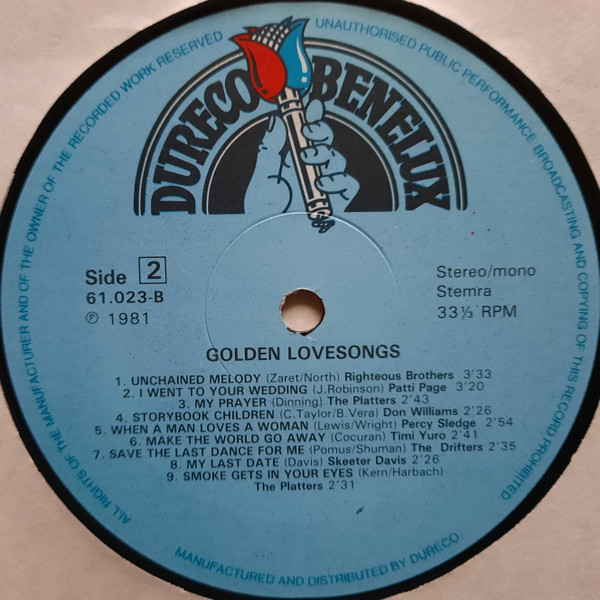 ALL RIGHTS OF THE MANUFACTURER AND OF THE OWNER OF THE RECORDED WORK RESERVED
UNAUTHORISED PUBLIC PERFORMANCE BROADCASTING AND COPYING OF THIS RECORD PROHIBITED
DURECO BENELUX
Side 2
61.023-B
℗ 1981
Stereo/mono
Stemra
33⅓ RPM
GOLDEN LOVESONGS
1. UNCHAINED MELODY (Zaret/North) Righteous Brothers 3'33
2. I WENT TO YOUR WEDDING (J.Robinson) Patti Page 3'20
3. MY PRAYER (Dinning) The Platters 2'43
4. STORYBOOK CHILDREN (C.Taylor/B.Vera) Don Williams 2'26
5. WHEN A MAN LOVES A WOMAN (Lewis/Wright) Percy Sledge 2'54
6. MAKE THE WORLD GO AWAY (Cocuran) Timi Yuro 2'41
7. SAVE THE LAST DANCE FOR ME (Pomus/Shuman) The Drifters 2'35
8. MY LAST DATE (Davis) Skeeter Davis 2'26
9. SMOKE GETS IN YOUR EYES (Kern/Harbach)
The Platters 2'31
MANUFACTURED AND DISTRIBUTED BY DURECO